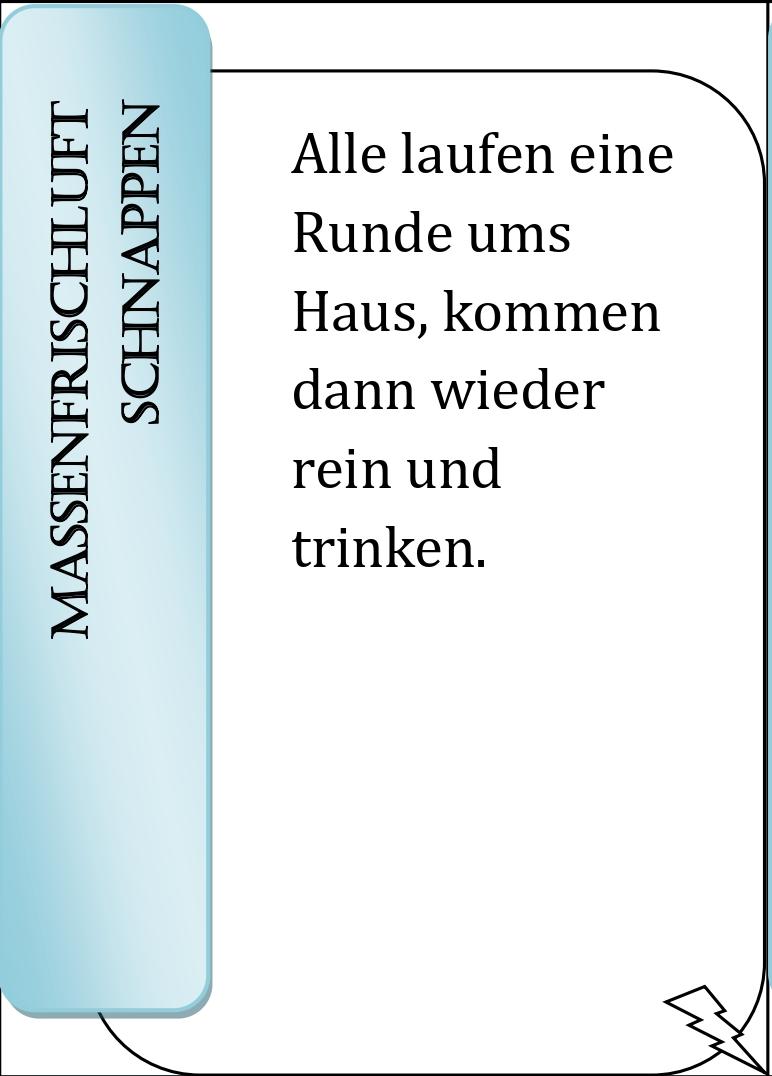 MASSENFRISCHLUFT
SCHNAPPEN
Alle laufen eine
Runde ums
Haus, kommen
dann wieder
rein und
trinken.